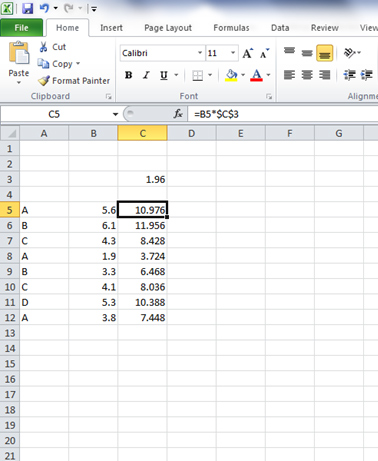 File Home Insert Page Layout Formulas Data Review View
Paste
Cut
Copy
Format Painter
Clipboard
Calibri 11 A A
B I U A
Font
Alignme
C5 fx =B5*$C$3
A B C D E F G
1
2
3 1.96
4
5 A 5.6 10.976
6 B 6.1 11.956
7 C 4.3 8.428
8 A 1.9 3.724
9 B 3.3 6.468
10 C 4.1 8.036
11 D 5.3 10.388
12 A 3.8 7.448
13
14
15
16
17
18
19
20
21